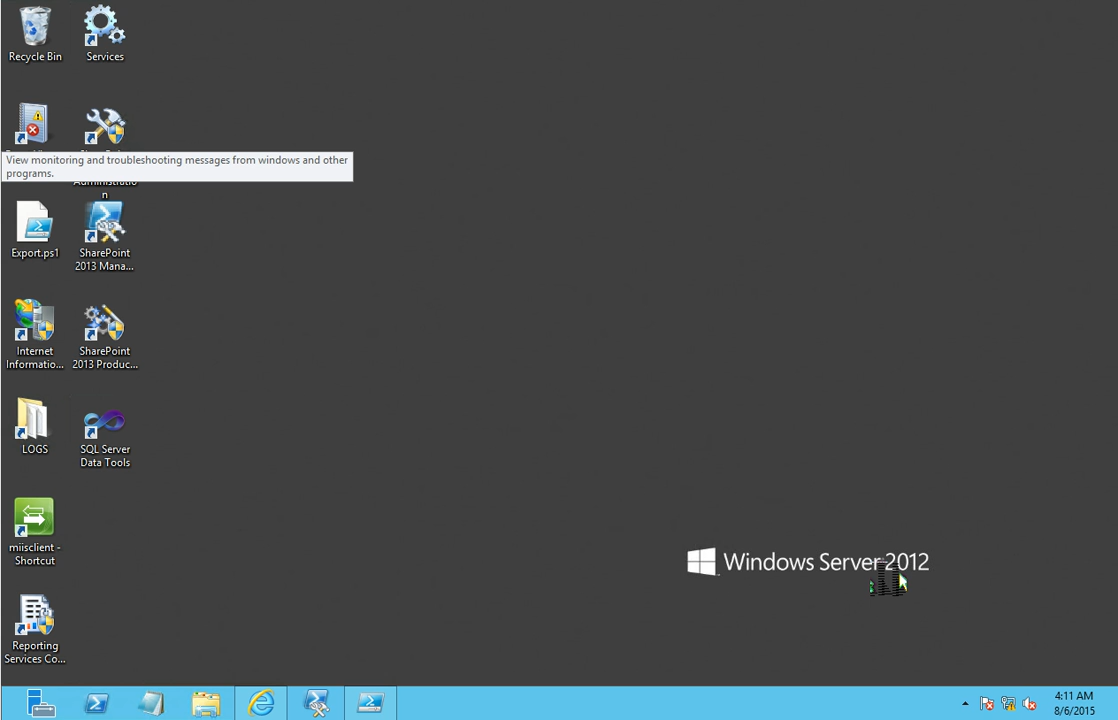 Recycle Bin
Services
View monitoring and troubleshooting messages from windows and other
programs.
Administratio
n
Export.ps1
SharePoint
2013 Mana...
Internet
Informatio...
SharePoint
2013 Produc...
LOGS
SQL Server
Data Tools
miisclient -
Shortcut
Windows Server 2012
Reporting
Services Co...
4:11 AM
8/6/2015